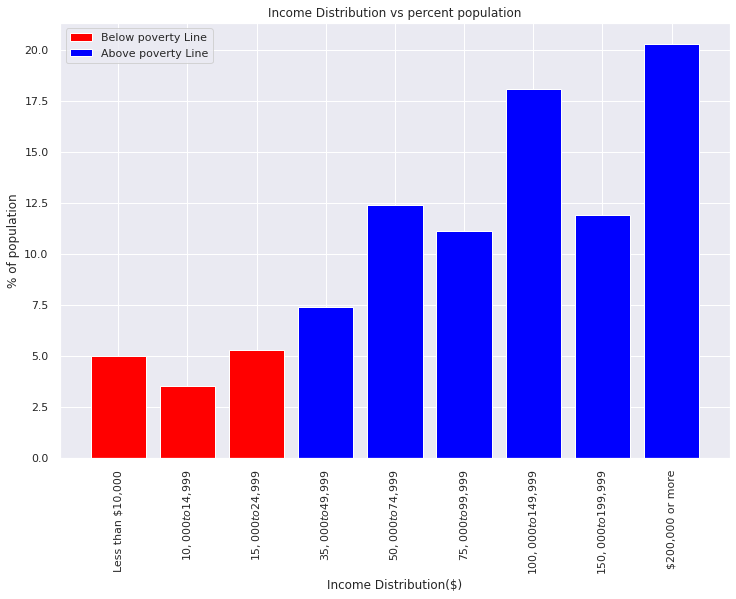 Income Distribution vs percent population
Below poverty Line
Above poverty Line
% of population
20.0
17.5
15.0
12.5
10.0
7.5
5.0
2.5
0.0
Less than $10,000
10,000to14,999
15,000to24,999
35,000to49,999
50,000to74,999
75,000to99,999
100,000to149,999
150,000to199,999
$200,000 or more
Income Distribution($)